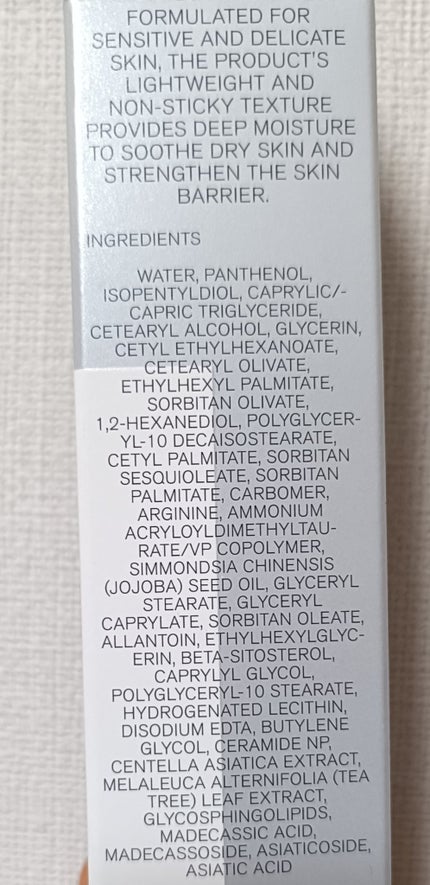 FORMULATED FOR
SENSITIVE AND DELICATE
SKIN, THE PRODUCT'S
LIGHTWEIGHT AND
NON-STICKY TEXTURE
PROVIDES DEEP MOISTURE
TO SOOTHE DRY SKIN AND
STRENGTHEN THE SKIN
BARRIER.
INGREDIENTS
WATER, PANTHENOL,
ISOPENTYLDIOL, CAPRYLIC/-
CAPRIC TRIGLYCERIDE,
CETEARYL ALCOHOL, GLYCERIN,
CETYL ETHYLHEXANOATE,
CETEARYL OLIVATE,
ETHYLHEXYL PALMITATE,
SORBITAN OLIVATE,
1,2-HEXANEDIOL, POLYGLYCER-
YL-10 DECAISOSTEARATE,
CETYL PALMITATE, SORBITAN
SESQUIOLEATE, SORBITAN
PALMITATE, CARBOMER,
ARGININE, AMMONIUM
ACRYLOYLDIMETHYLTAU-
RATE/VP COPOLYMER,
SIMMONDSIA CHINENSIS
(JOJOBA) SEED OIL, GLYCERYL
STEARATE, GLYCERYL
CAPRYLATE, SORBITAN OLEATE,
ALLANTOIN, ETHYLHEXYLGLYC-
ERIN, BETA-SITOSTEROL,
CAPRYLYL GLYCOL,
POLYGLYCERYL-10 STEARATE,
HYDROGENATED LECITHIN,
DISODIUM EDTA, BUTYLENE
GLYCOL, CERAMIDE NP,
CENTELLA ASIATICA EXTRACT,
MELALEUCA ALTERNIFOLIA (TEA
TREE) LEAF EXTRACT,
GLYCOSPHINGOLIPIDS,
MADECASSIC ACID,
MADECASSOSIDE, ASIATICOSIDE,
ASIATIC ACID